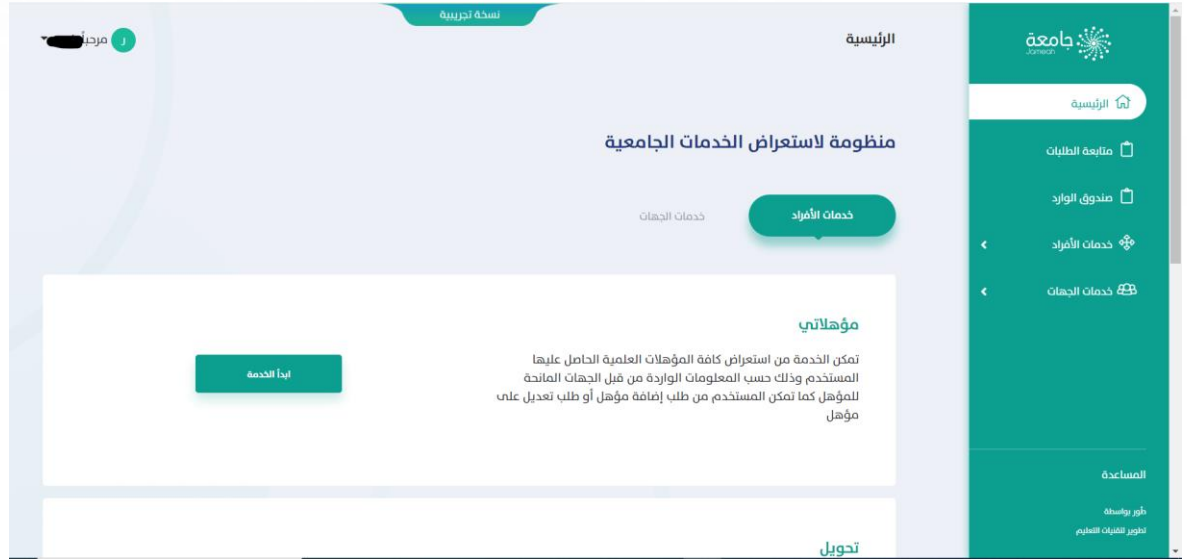 نسخة تجريبية
جامعة
Jameah
الرئيسية
متابعة الطلبات
صندوق الوارد
خدمات الأفراد
خدمات الجهات
المساعدة
طُور بواسطة
تطوير لتقنيات التعليم
الرئيسية
ر
مرحباً
منظومة لاستعراض الخدمات الجامعية
خدمات الأفراد
خدمات الجهات
مؤهلاتي
تمكن الخدمة من استعراض كافة المؤهلات العلمية الحاصل عليها
المستخدم وذلك حسب المعلومات الواردة من قبل الجهات المانحة
للمؤهل كما تمكن المستخدم من طلب إضافة مؤهل أو طلب تعديل على
مؤهل
ابدأ الخدمة
تحويل